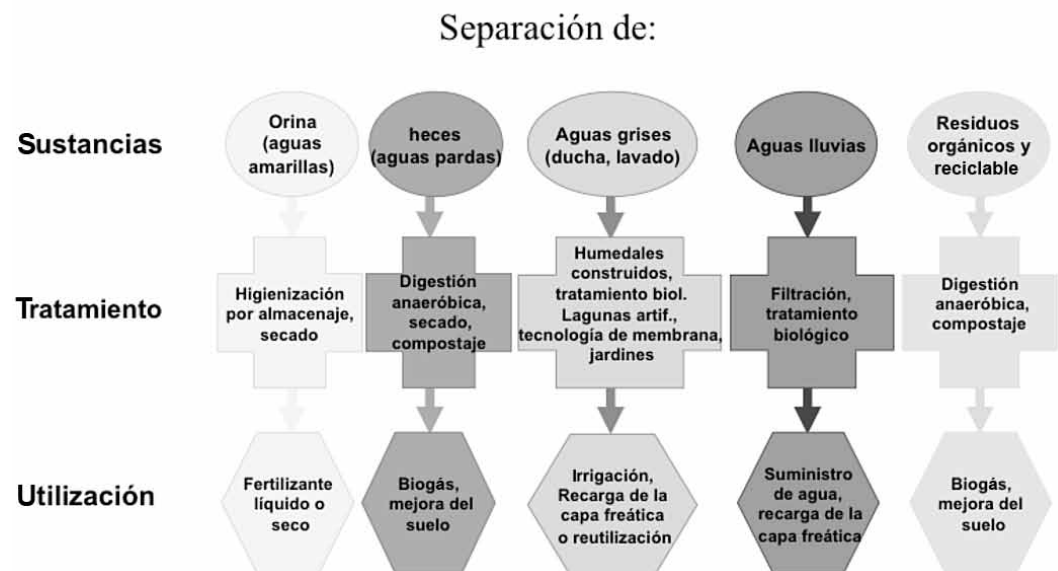 Separación de:
Sustancias
Orina
(aguas
amarillas)
heces
(aguas pardas)
Aguas grises
(ducha, lavado)
Aguas lluvias
Residuos
orgánicos y
reciclable
Tratamiento
Higienización
por almacenaje,
secado
Digestión
anaeróbica,
secado,
compostaje
Humedales
construidos,
tratamiento biol.
Lagunas artif.,
tecnología de membrana,
jardines
Filtración,
tratamiento
biológico
Digestión
anaeróbica,
compostaje
Utilización
Fertilizante
líquido o
seco
Biogás,
mejora del
suelo
Irrigación,
Recarga de la
capa freática
o reutilización
Suministro
de agua,
recarga de la
capa freática
Biogás,
mejora del
suelo